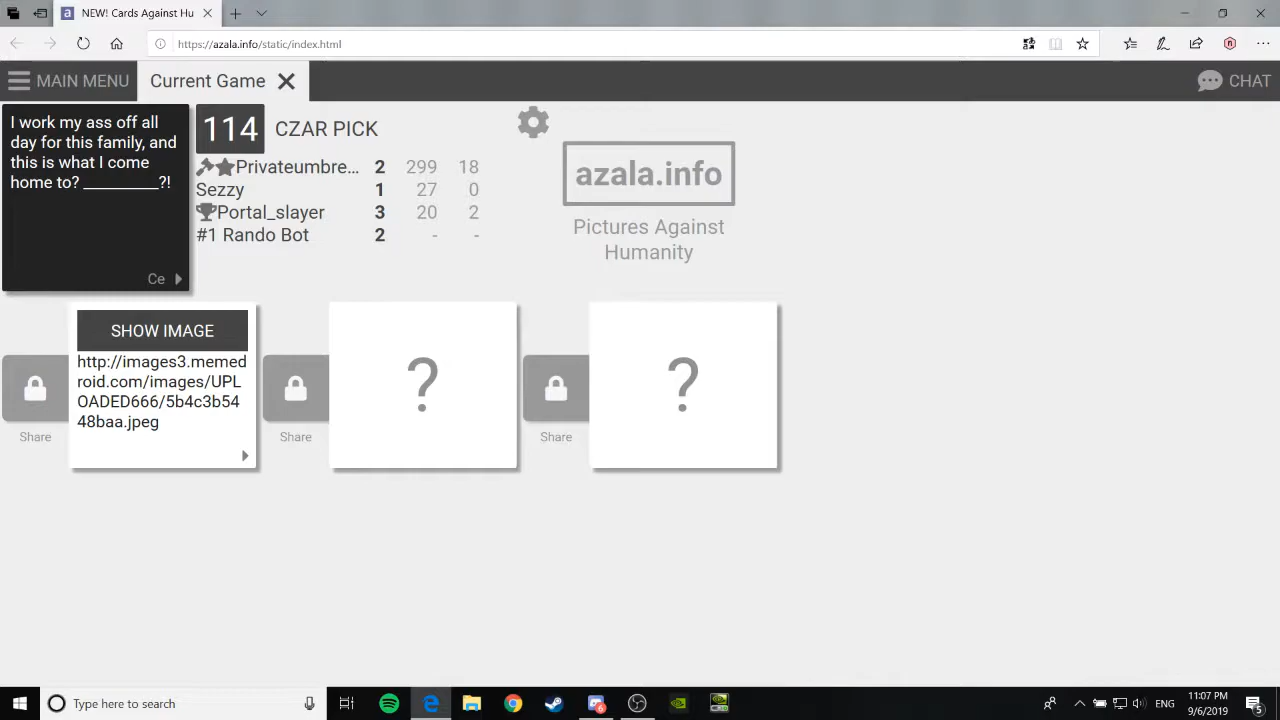 NEW! Cards Against Hu
https://azala.info/static/index.html
MAIN MENU
Current Game
CHAT
I work my ass off all
day for this family, and
this is what I come
home to? __________?!
Ce
114 CZAR PICK
Privateumbre... 2 299 18
Sezzy 1 27 0
Portal_slayer 3 20 2
#1 Rando Bot 2 - -
azala.info
Pictures Against
Humanity
SHOW IMAGE
http://images3.memed
roid.com/images/UPL
OADED666/5b4c3b54
48baa.jpeg
Share
Share
?
Share
?
Type here to search
ENG
11:07 PM
9/6/2019
5